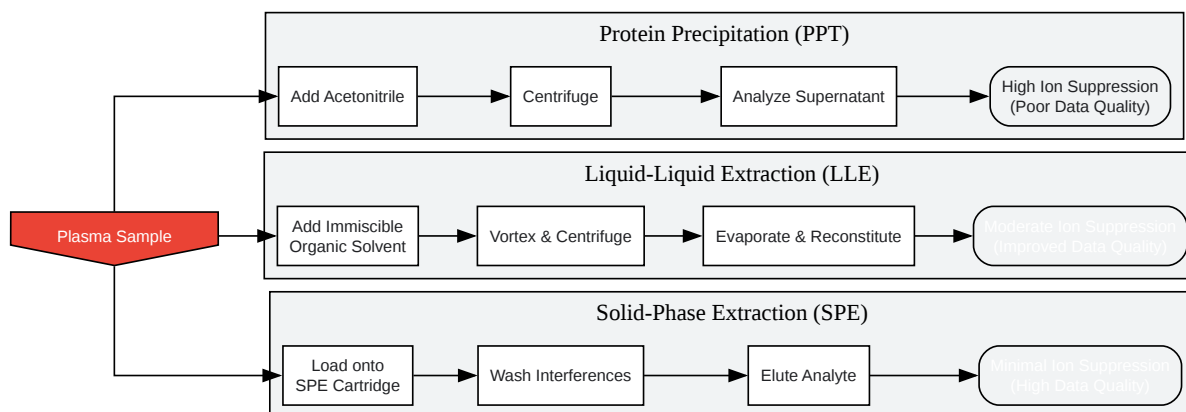 Protein Precipitation (PPT)
Add Acetonitrile
Centrifuge
Analyze Supernatant
High Ion Suppression
(Poor Data Quality)
Liquid-Liquid Extraction (LLE)
Plasma Sample
Add Immiscible
Organic Solvent
Vortex & Centrifuge
Evaporate & Reconstitute
Moderate Ion Suppression
(Improved Data Quality)
Solid-Phase Extraction (SPE)
Load onto
SPE Cartridge
Wash Interferences
Elute Analyte
Minimal Ion Suppression
(High Data Quality)